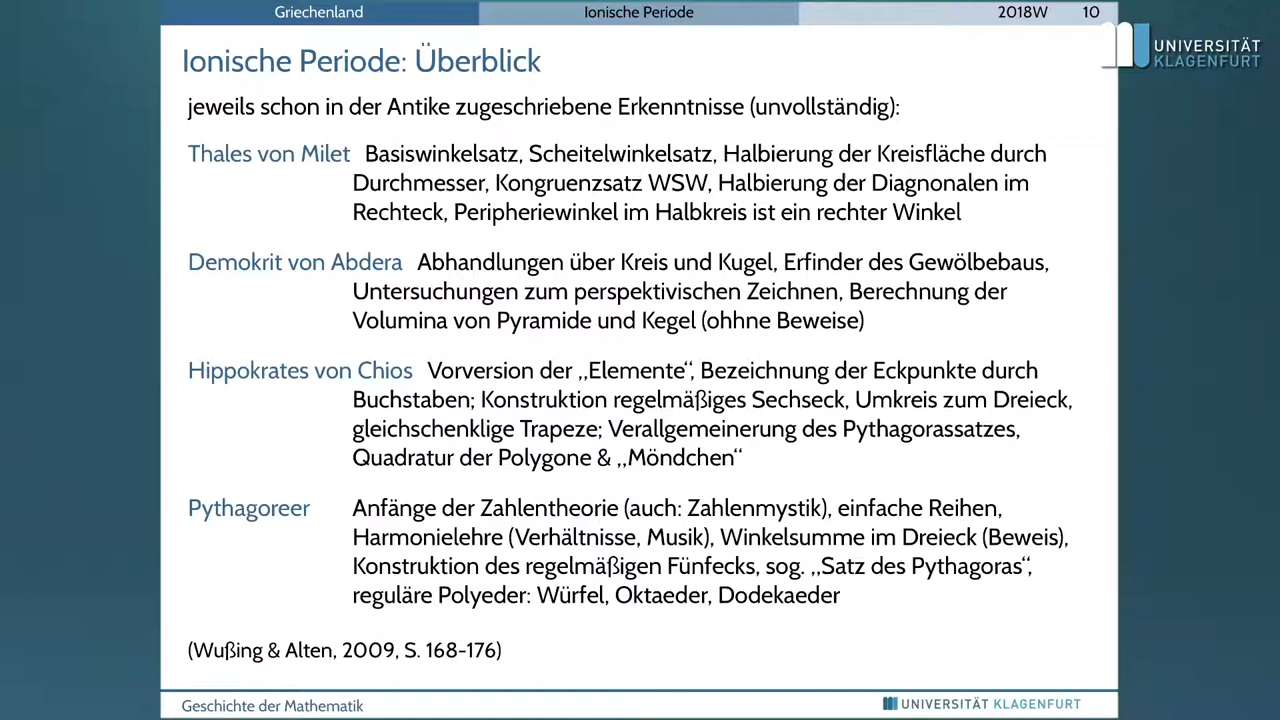 Griechenland Ionische Periode 2018W 10
UNIVERSITÄT
KLAGENFURT
Ionische Periode: Überblick
jeweils schon in der Antike zugeschriebene Erkenntnisse (unvollständig):
Thales von Milet Basiswinkelsatz, Scheitelwinkelsatz, Halbierung der Kreisfläche durch
Durchmesser, Kongruenzsatz WSW, Halbierung der Diagnonalen im
Rechteck, Peripheriewinkel im Halbkreis ist ein rechter Winkel
Demokrit von Abdera Abhandlungen über Kreis und Kugel, Erfinder des Gewölbebaus,
Untersuchungen zum perspektivischen Zeichnen, Berechnung der
Volumina von Pyramide und Kegel (ohhne Beweise)
Hippokrates von Chios Vorversion der „Elemente“, Bezeichnung der Eckpunkte durch
Buchstaben; Konstruktion regelmäßiges Sechseck, Umkreis zum Dreieck,
gleichschenklige Trapeze; Verallgemeinerung des Pythagorassatzes,
Quadratur der Polygone & „Möndchen“
Pythagoreer Anfänge der Zahlentheorie (auch: Zahlenmystik), einfache Reihen,
Harmonielehre (Verhältnisse, Musik), Winkelsumme im Dreieck (Beweis),
Konstruktion des regelmäßigen Fünfecks, sog. „Satz des Pythagoras“,
reguläre Polyeder: Würfel, Oktaeder, Dodekaeder
(Wußing & Alten, 2009, S. 168-176)
Geschichte der Mathematik UNIVERSITÄT KLAGENFURT